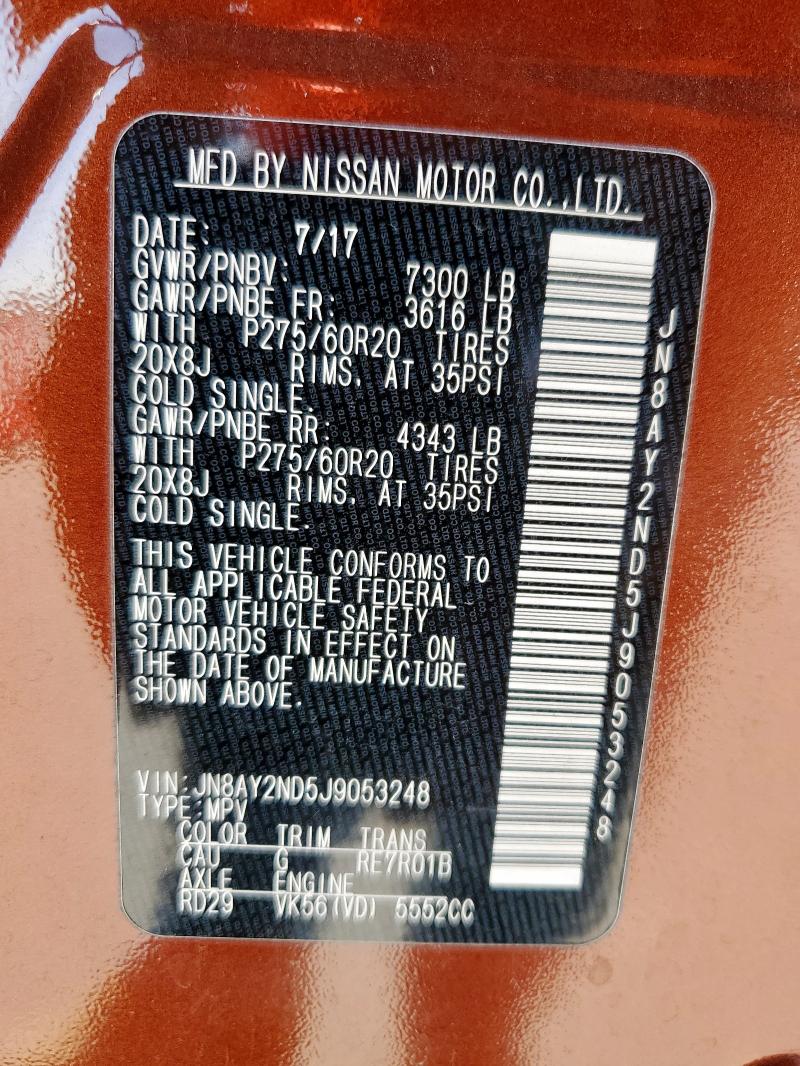 MFD BY NISSAN MOTOR CO.,LTD.
DATE: 7/17
GVWR/PNBV: 7300 LB
GAWR/PNBE FR: 3616 LB
WITH P275/60R20 TIRES
20X8J RIMS, AT 35PSI
COLD SINGLE.
GAWR/PNBE RR: 4343 LB
WITH P275/60R20 TIRES
20X8J RIMS, AT 35PSI
COLD SINGLE.
THIS VEHICLE CONFORMS TO
ALL APPLICABLE FEDERAL
MOTOR VEHICLE SAFETY
STANDARDS IN EFFECT ON
THE DATE OF MANUFACTURE
SHOWN ABOVE.
VIN:JN8AY2ND5J9053248
TYPE:MPV
COLOR TRIM TRANS
CAU G RE7R01B
AXLE ENGINE
RD29 VK56(VD) 5552CC
JN8AY2ND5J9053248